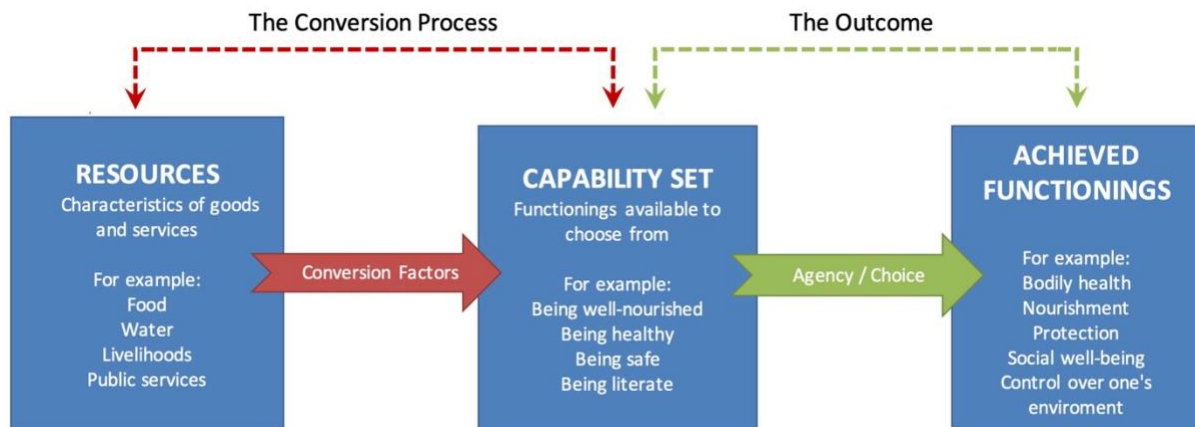 The Conversion Process
The Outcome
RESOURCES
Characteristics of goods
and services
For example:
Food
Water
Livelihoods
Public services
Conversion Factors
CAPABILITY SET
Functionings available to
choose from
For example:
Being well-nourished
Being healthy
Being safe
Being literate
Agency / Choice
ACHIEVED
FUNCTIONINGS
For example:
Bodily health
Nourishment
Protection
Social well-being
Control over one's
enviroment